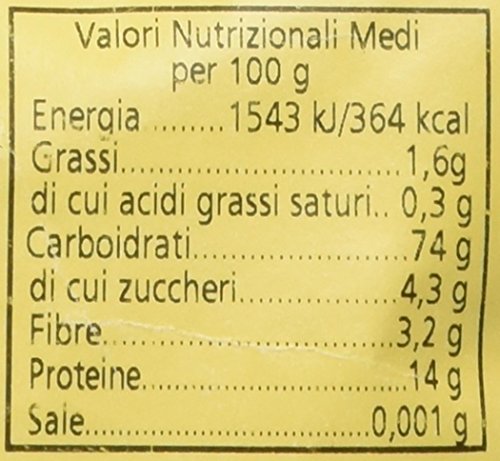 Valori Nutrizionali Medi
per 100 g
Energia ........ 1543 kJ/364 kcal
Grassi..............................1,6g
di cui acidi grassi saturi.. 0,3 g
Carboidrati.......................74 g
di cui zuccheri................4,3 g
Fibre..............................3,2 g
Proteine..........................14 g
Sale.............................0,001 g